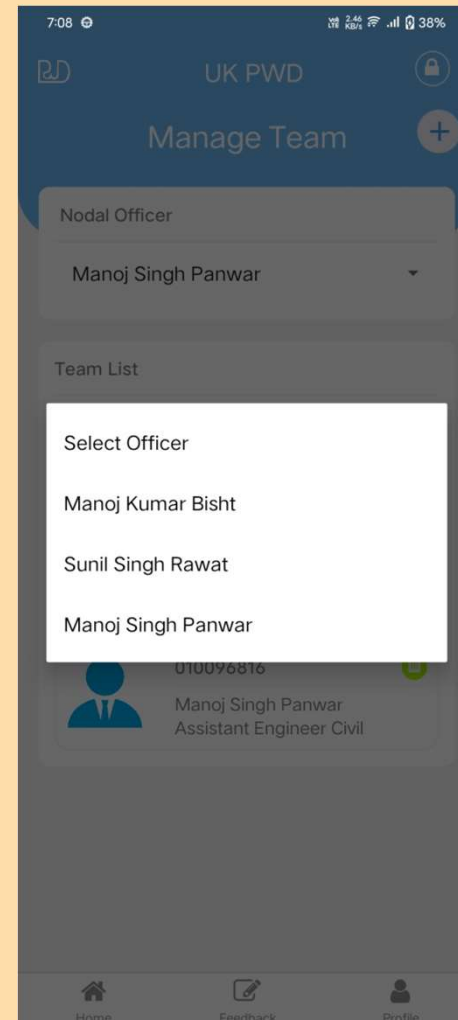 7:08
Vo LTE 2.46 KB/s 38%
UK PWD
Manage Team
+
Nodal Officer
Manoj Singh Panwar
Team List
Select Officer
Manoj Kumar Bisht
Sunil Singh Rawat
Manoj Singh Panwar
010096816
Manoj Singh Panwar
Assistant Engineer Civil
Home Feedback Profile